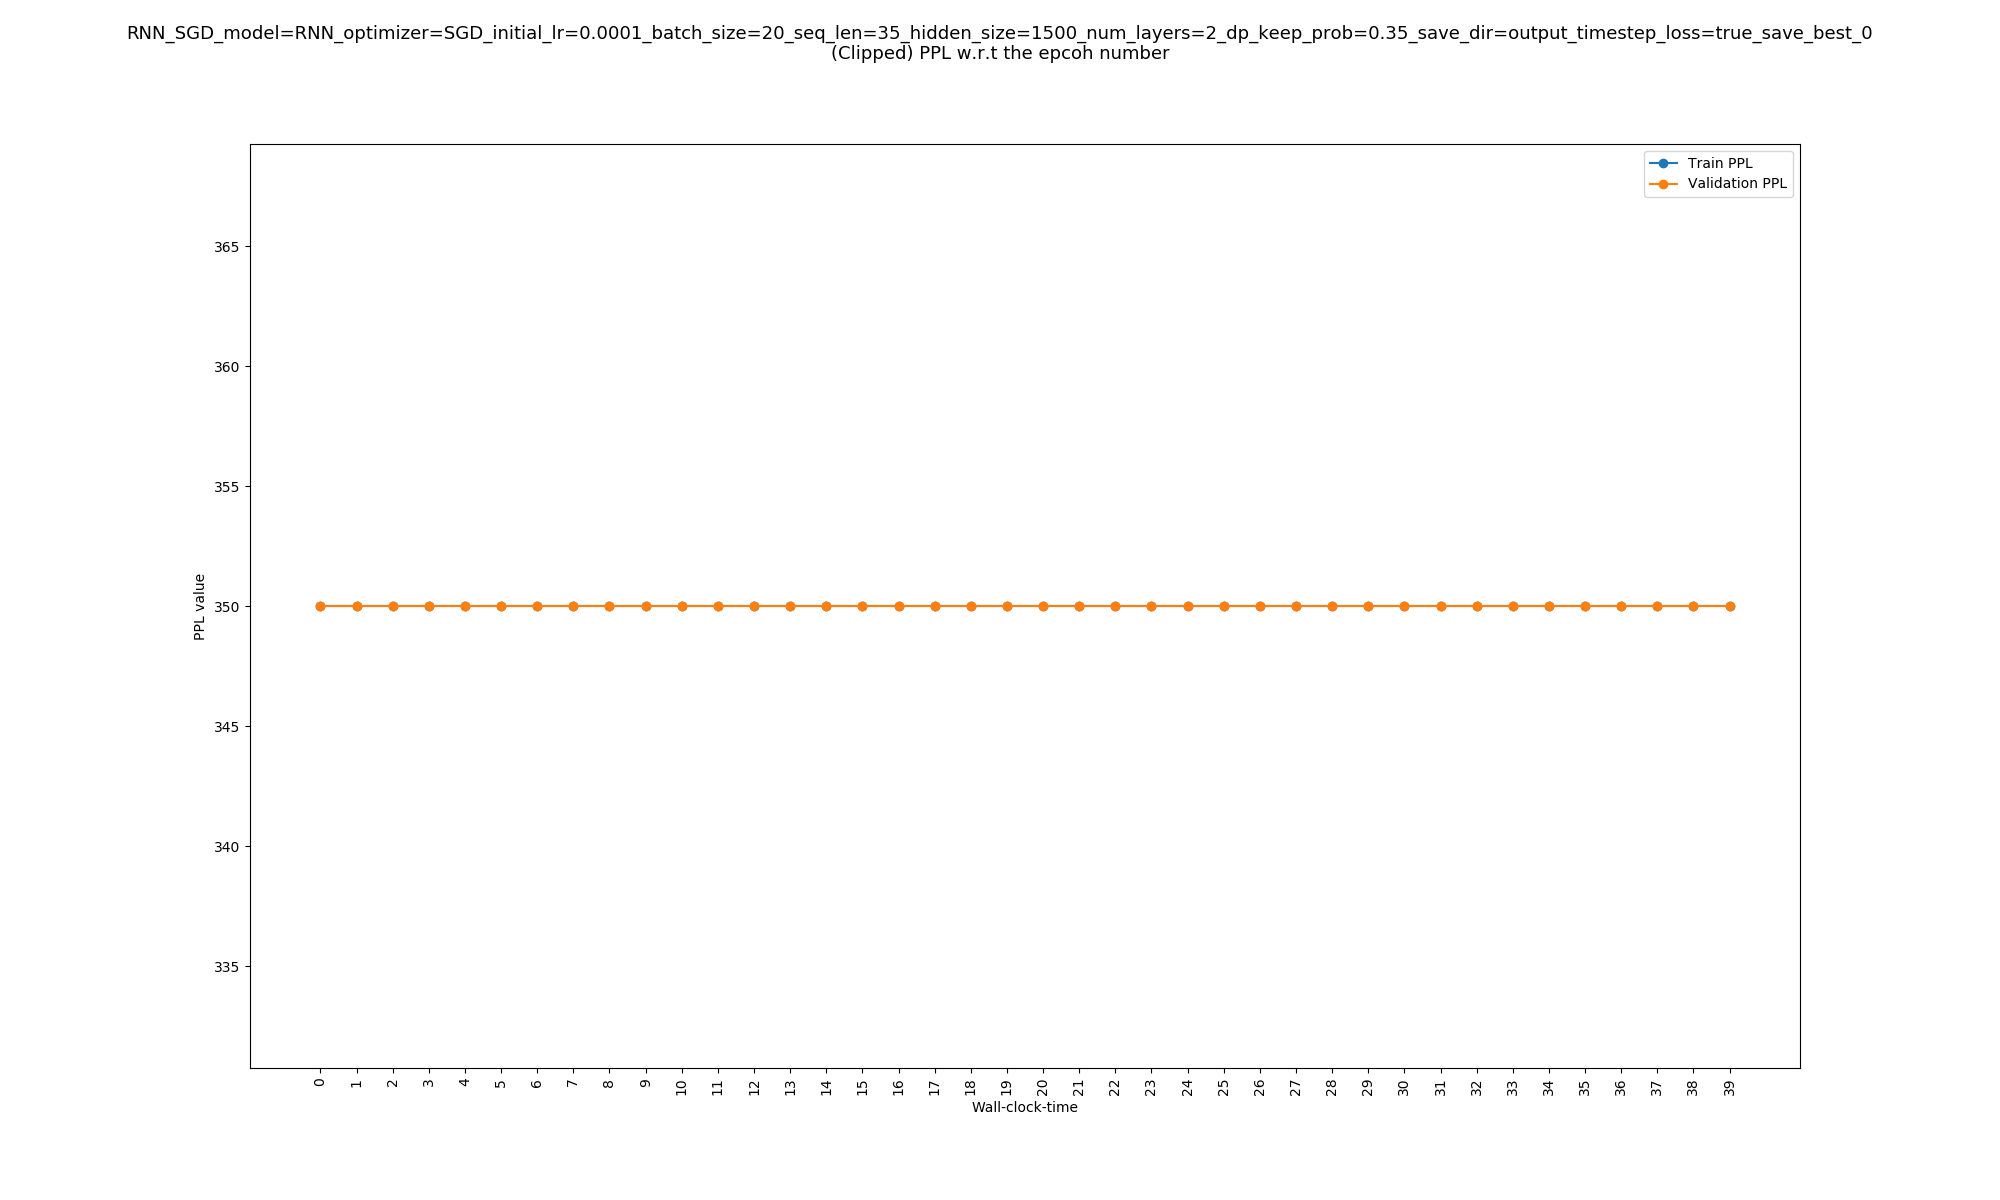 RNN_SGD_model=RNN_optimizer=SGD_initial_lr=0.0001_batch_size=20_seq_len=35_hidden_size=1500_num_layers=2_dp_keep_prob=0.35_save_dir=output_timestep_loss=true_save_best_0
(Clipped) PPL w.r.t the epcoh number
Train PPL
Validation PPL
365
360
355
350
345
340
335
PPL value
0 1 2 3 4 5 6 7 8 9 10 11 12 13 14 15 16 17 18 19 20 21 22 23 24 25 26 27 28 29 30 31 32 33 34 35 36 37 38 39
Wall-clock-time